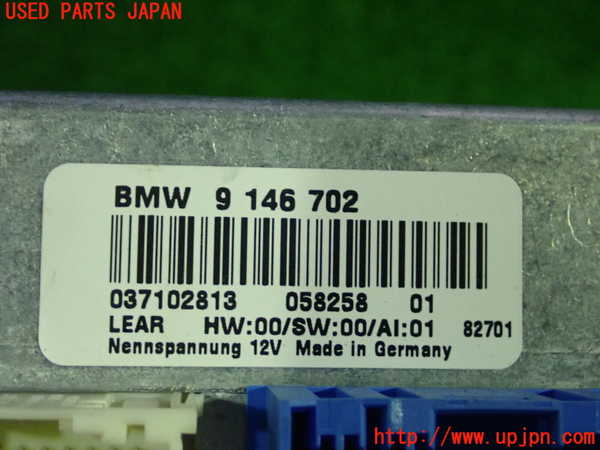 USED PARTS JAPAN
BMW 9 146 702
037102813 058258 01
LEAR HW:00/SW:00/AI:01 82701
Nennspannung 12V Made in Germany
http://www.upjpn.com/